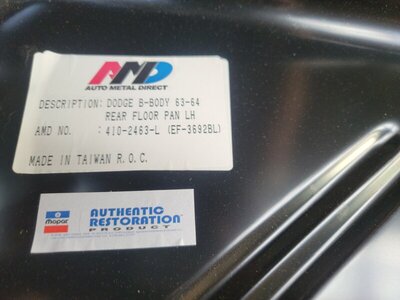 AMD
AUTO METAL DIRECT
DESCRIPTION: DODGE B-BODY 63-64
REAR FLOOR PAN LH
AMD NO. : 410-2463-L (EF-3692BL)
MADE IN TAIWAN R.O.C.
mopar
AUTHENTIC
RESTORATION
PRODUCT